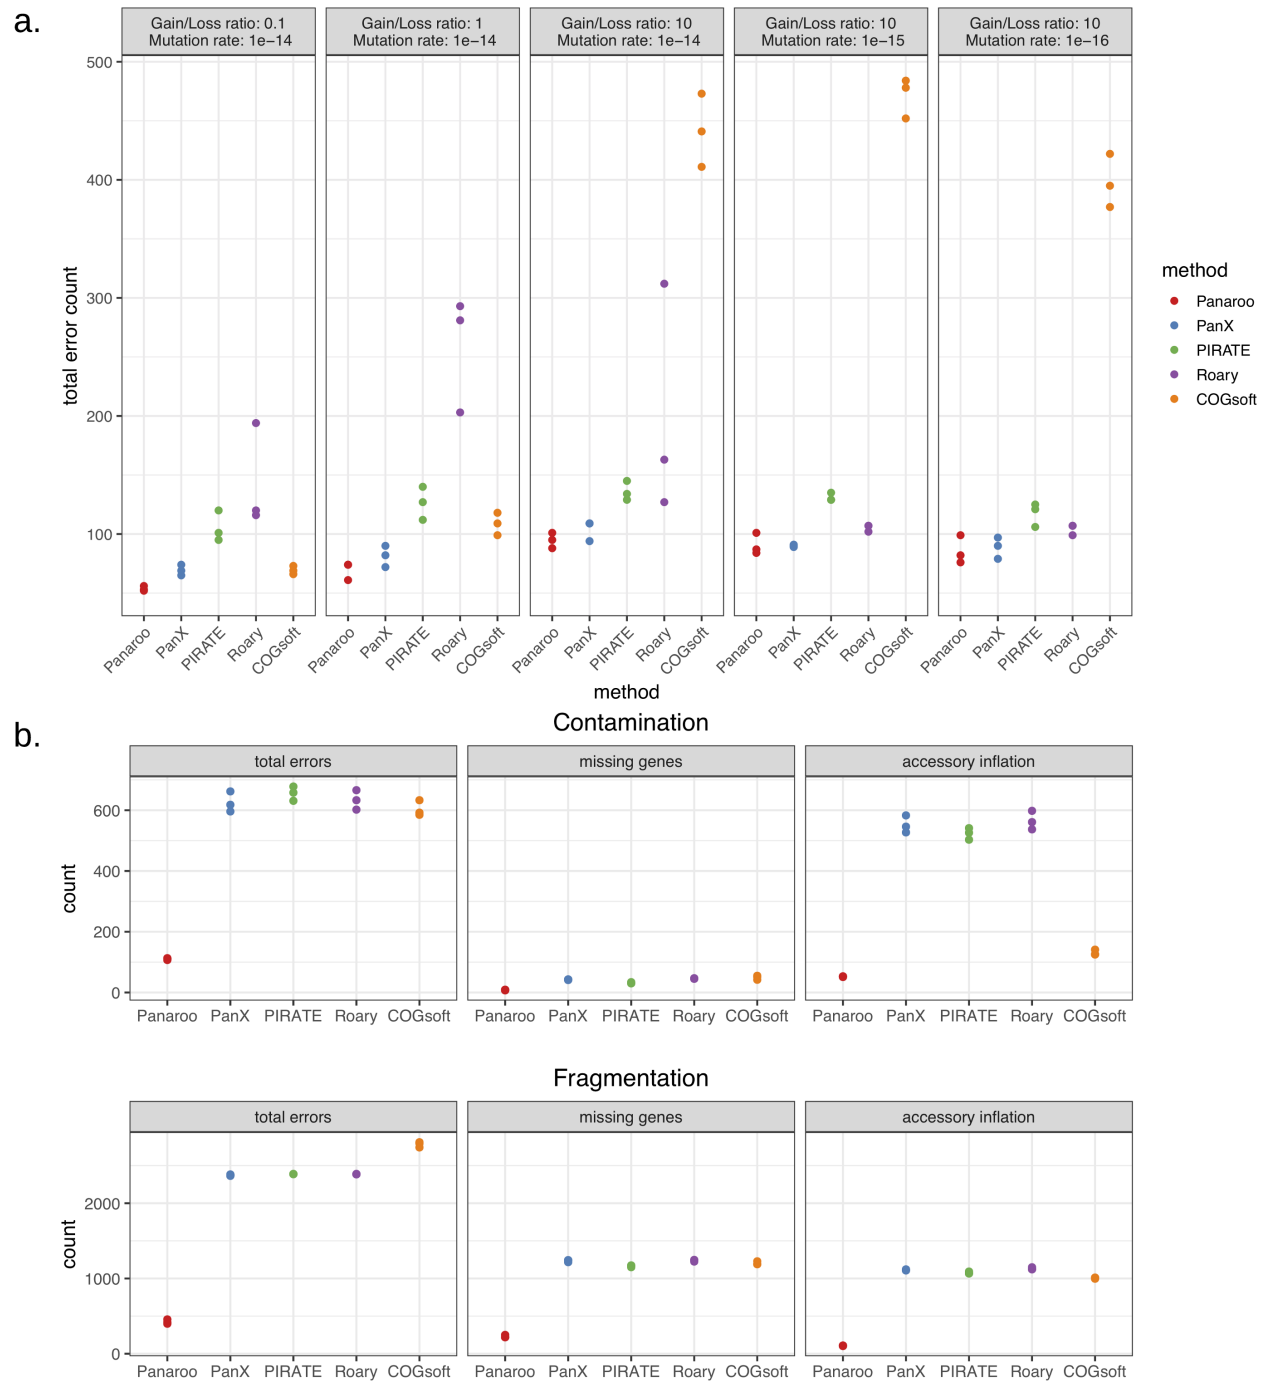 a.
Gain/Loss ratio: 0.1
Mutation rate: 1e−14
Gain/Loss ratio: 1
Mutation rate: 1e−14
Gain/Loss ratio: 10
Mutation rate: 1e−14
Gain/Loss ratio: 10
Mutation rate: 1e−15
Gain/Loss ratio: 10
Mutation rate: 1e−16
total error count
500
400
300
200
100
Panaroo
PanX
PIRATE
Roary
COGsoft
Panaroo
PanX
PIRATE
Roary
COGsoft
Panaroo
PanX
PIRATE
Roary
COGsoft
Panaroo
PanX
PIRATE
Roary
COGsoft
Panaroo
PanX
PIRATE
Roary
COGsoft
method
method
Panaroo
PanX
PIRATE
Roary
COGsoft
b.
Contamination
total errors
missing genes
accessory inflation
count
600
400
200
0
Panaroo PanX PIRATE Roary COGsoft
Panaroo PanX PIRATE Roary COGsoft
Panaroo PanX PIRATE Roary COGsoft
Fragmentation
total errors
missing genes
accessory inflation
count
2000
1000
0
Panaroo PanX PIRATE Roary COGsoft
Panaroo PanX PIRATE Roary COGsoft
Panaroo PanX PIRATE Roary COGsoft